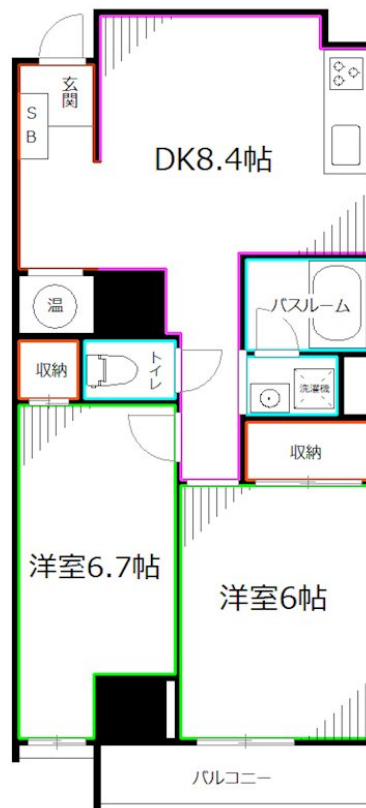 玄関
SB
DK8.4帖
温
バスルーム
収納
トイレ
洗濯機
収納
洋室6.7帖
洋室6帖
バルコニー